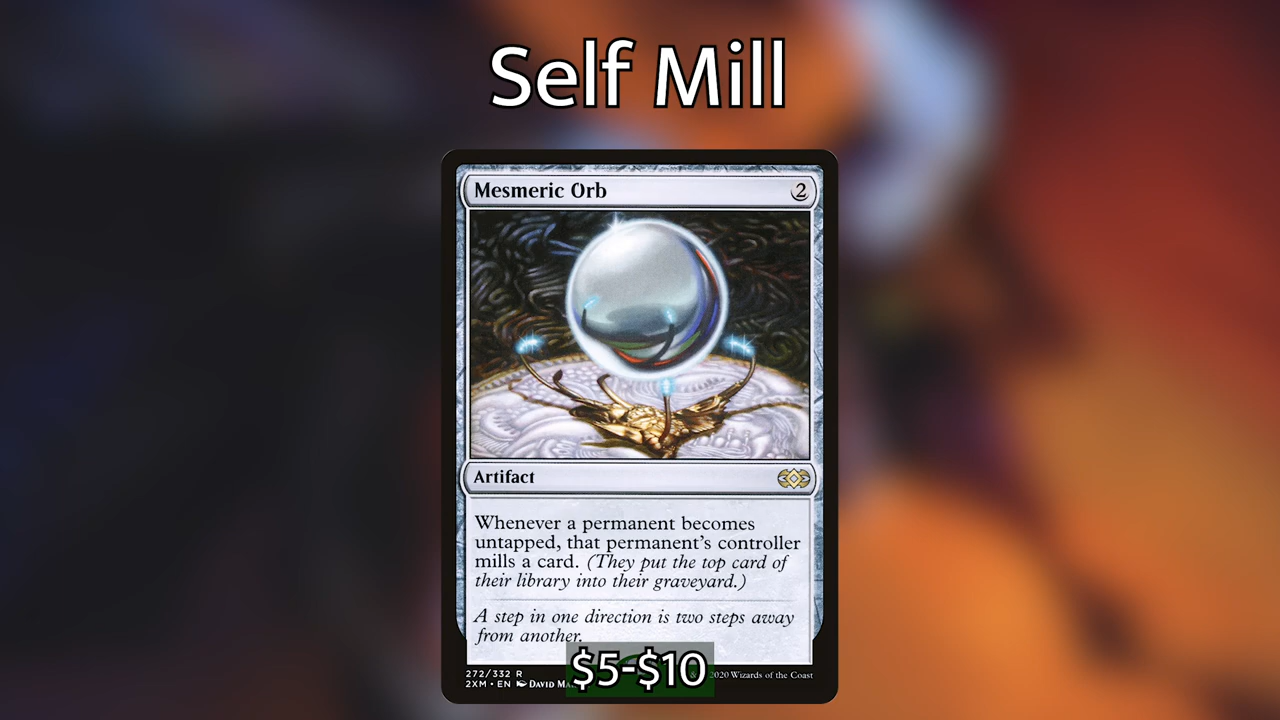 Self Mill
Mesmeric Orb 2
Artifact
Whenever a permanent becomes
untapped, that permanent's controller
mills a card. (They put the top card of
their library into their graveyard.)
A step in one direction is two steps away
from another.
$5-$10
272/332 R
2XM • EN DAVID
& 2020 Wizards of the Coast